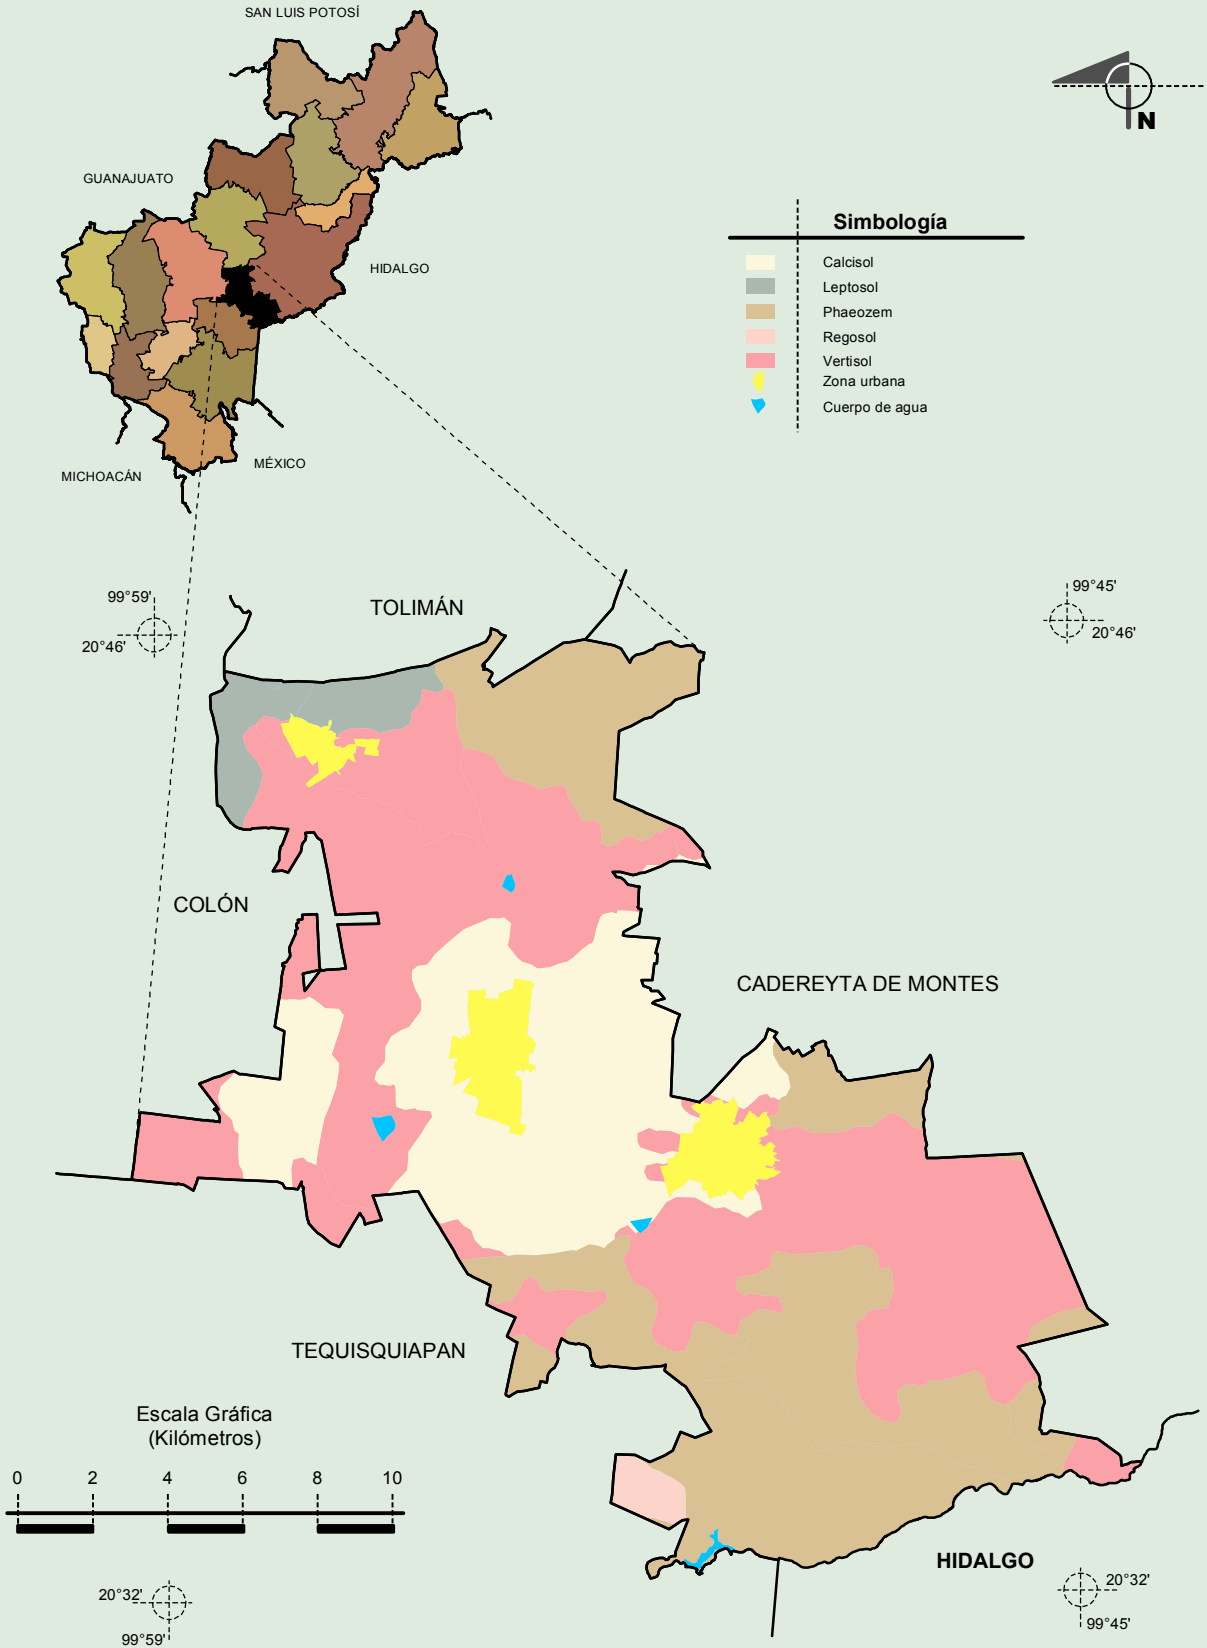 SAN LUIS POTOSÍ
GUANAJUATO
HIDALGO
MICHOACÁN
MÉXICO
N
Simbología
Calcisol
Leptosol
Phaeozem
Regosol
Vertisol
Zona urbana
Cuerpo de agua
99°59'
20°46'
99°45'
20°46'
TOLIMÁN
COLÓN
CADEREYTA DE MONTES
TEQUISQUIAPAN
HIDALGO
Escala Gráfica
(Kilómetros)
0 2 4 6 8 10
20°32'
99°59'
20°32'
99°45'